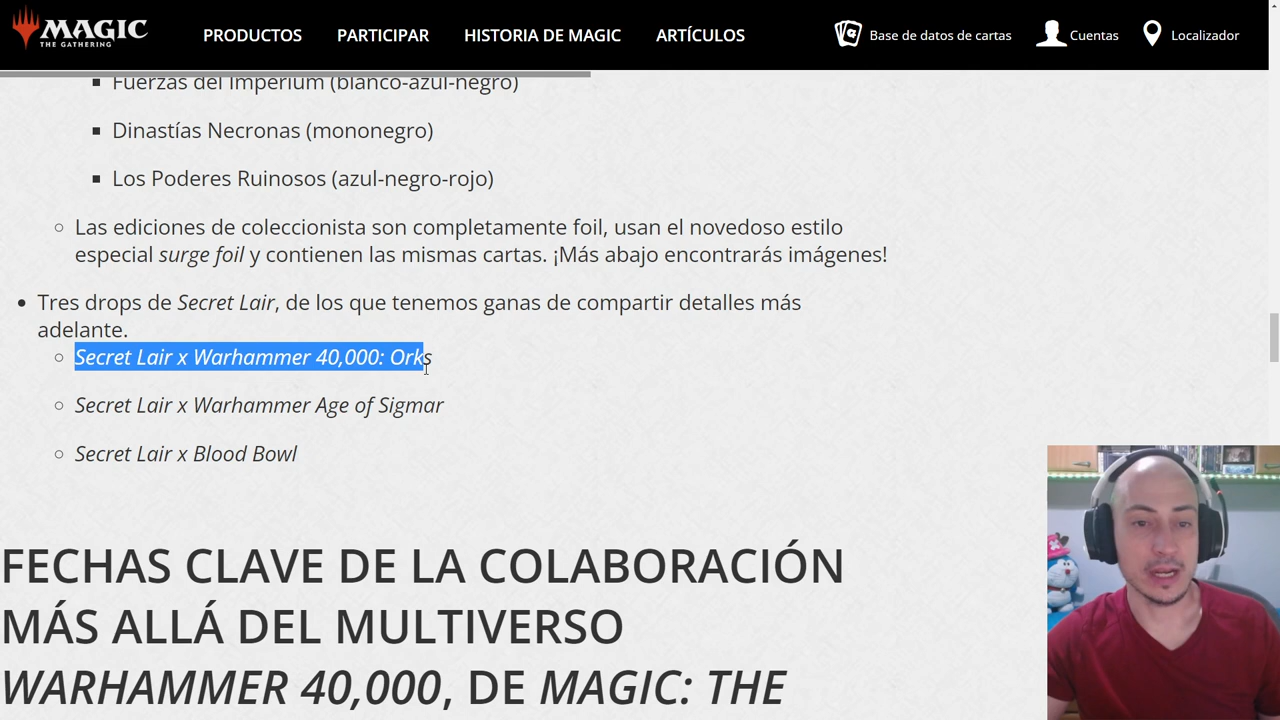 MAGIC
THE GATHERING
PRODUCTOS PARTICIPAR HISTORIA DE MAGIC ARTÍCULOS Base de datos de cartas Cuentas Localizador
Fuerzas del Imperium (blanco-azul-negro)
Dinastías Necronas (mononegro)
Los Poderes Ruinosos (azul-negro-rojo)
Las ediciones de coleccionista son completamente foil, usan el novedoso estilo
especial surge foil y contienen las mismas cartas. ¡Más abajo encontrarás imágenes!
Tres drops de Secret Lair, de los que tenemos ganas de compartir detalles más
adelante.
Secret Lair x Warhammer 40,000: Orks
Secret Lair x Warhammer Age of Sigmar
Secret Lair x Blood Bowl
FECHAS CLAVE DE LA COLABORACIÓN
MÁS ALLÁ DEL MULTIVERSO
WARHAMMER 40,000, DE MAGIC: THE